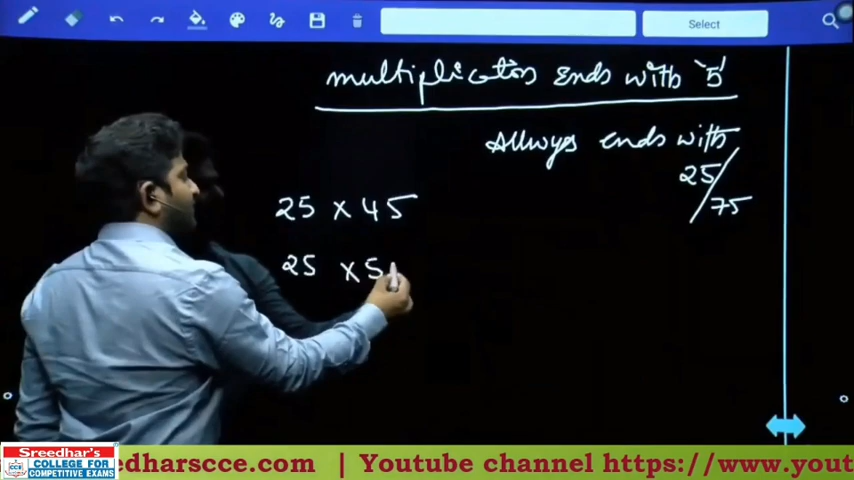 Select
multiplicatos Ends with '5'
Allways ends with
25/75
25 x 45
25 x 5
Sreedhar's
CCE
COLLEGE FOR
COMPETITIVE EXAMS
edharscce.com | Youtube channel https://www.yout